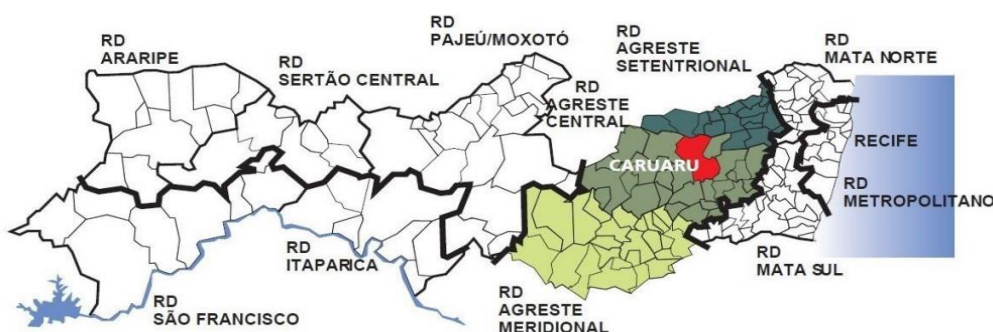 RD
ARARIPE
RD
SERTÃO CENTRAL
RD
PAJEÚ/MOXOTÓ
RD
AGRESTE
CENTRAL
RD
AGRESTE
SETENTRIONAL
RD
MATA NORTE
CARUARU
RECIFE
RD
METROPOLITANO
RD
MATA SUL
RD
ITAPARICA
RD
SÃO FRANCISCO
RD
AGRESTE
MERIDIONAL